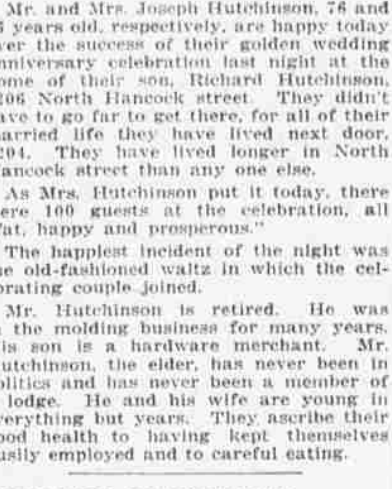 Mr. and Mrs. Joseph Hutchinson, 76 and
years old, respectively, are happy today
ver the success of their golden wedding
nniversary celebration last night at the
ome of their son, Richard Hutchinson,
206 North Hancock street. They didn't
ave to go far to get there, for all of their
arried life they have lived next door,
204. They have lived longer in North
ancock street than any one else.
As Mrs. Hutchinson put it today, there
ere 100 guests at the celebration, all
fat, happy and prosperous."
The happiest incident of the night was
he old-fashioned waltz in which the cel-
brating couple joined.
Mr. Hutchinson is retired. He was
the molding business for many years.
is son is a hardware merchant. Mr.
utchinson, the elder, has never been in
olitics and has never been a member of
lodge. He and his wife are young in
verything but years. They ascribe their
ood health to having kept themselves
usily employed and to careful eating.